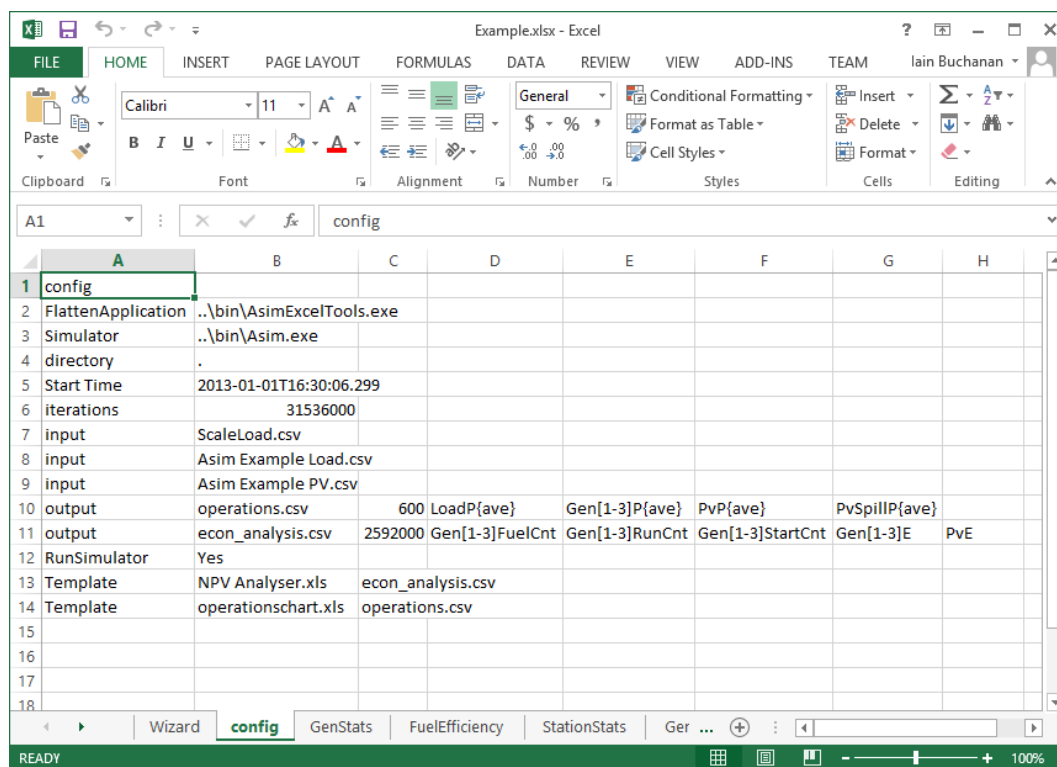 Example.xlsx - Excel
FILE HOME INSERT PAGE LAYOUT FORMULAS DATA REVIEW VIEW ADD-INS TEAM Iain Buchanan
Paste
Calibri 11 A A
B I U A
General
$ % ,
Conditional Formatting
Format as Table
Cell Styles
Insert
Delete
Format
Clipboard Font Alignment Number Styles Cells Editing
A1 fx config
A B C D E F G H
1 config
2 FlattenApplication ..\bin\AsimExcelTools.exe
3 Simulator ..\bin\Asim.exe
4 directory .
5 Start Time 2013-01-01T16:30:06.299
6 iterations 31536000
7 input ScaleLoad.csv
8 input Asim Example Load.csv
9 input Asim Example PV.csv
10 output operations.csv 600 LoadP{ave} Gen[1-3]P{ave} PvP{ave} PvSpillP{ave}
11 output econ_analysis.csv 2592000 Gen[1-3]FuelCnt Gen[1-3]RunCnt Gen[1-3]StartCnt Gen[1-3]E PvE
12 RunSimulator Yes
13 Template NPV Analyser.xls econ_analysis.csv
14 Template operationschart.xls operations.csv
15
16
17
18
Wizard config GenStats FuelEfficiency StationStats Ger ...
READY 100%